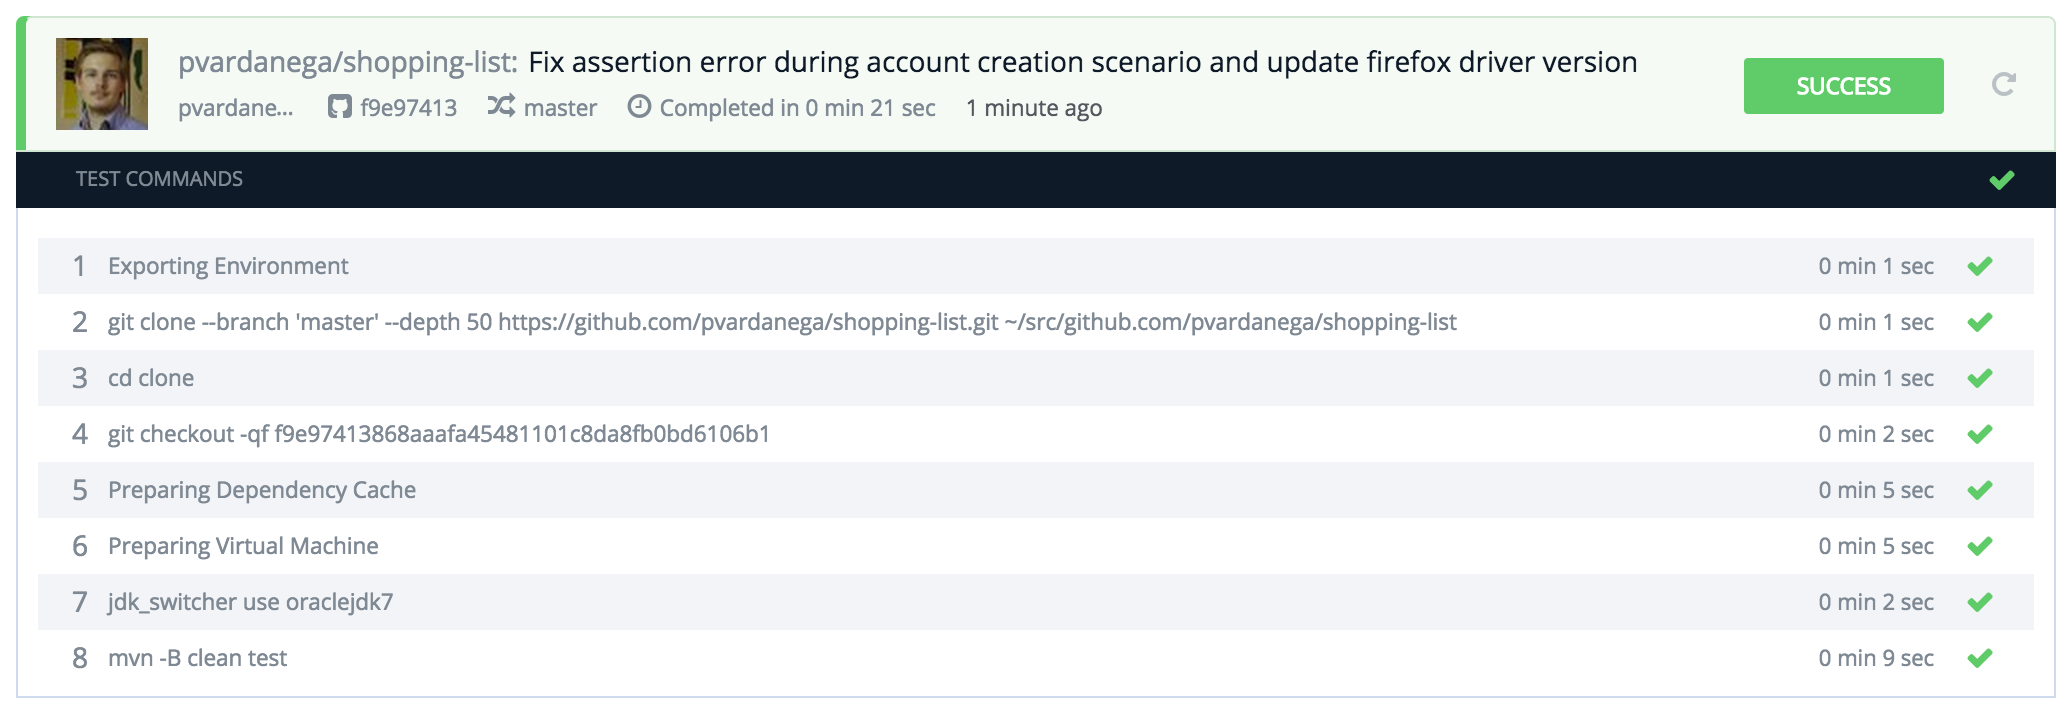 pvardanega/shopping-list: Fix assertion error during account creation scenario and update firefox driver version
pvardane... f9e97413 master Completed in 0 min 21 sec 1 minute ago
SUCCESS
TEST COMMANDS
1 Exporting Environment 0 min 1 sec
2 git clone --branch 'master' --depth 50 https://github.com/pvardanega/shopping-list.git ~/src/github.com/pvardanega/shopping-list 0 min 1 sec
3 cd clone 0 min 1 sec
4 git checkout -qf f9e97413868aaafa45481101c8da8fb0bd6106b1 0 min 2 sec
5 Preparing Dependency Cache 0 min 5 sec
6 Preparing Virtual Machine 0 min 5 sec
7 jdk_switcher use oraclejdk7 0 min 2 sec
8 mvn -B clean test 0 min 9 sec